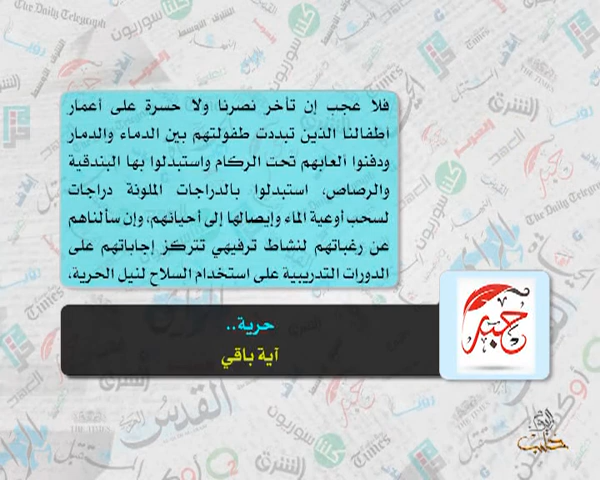 فلا عجب إن تأخر نصرنا ولا حسرة على أعمار
أطفالنا الذين تبددت طفولتهم بين الدماء والدمار
ودفنوا ألعابهم تحت الركام واستبدلوا بها البندقية
والرصاص، استبدلوا بالدراجات الملونة دراجات
لسحب أوعية الماء وإيصالها إلى أحيائهم، وإن سألناهم
عن رغباتهم لنشاط ترفيهي تتركز إجاباتهم على
الدورات التدريبية على استخدام السلاح لنيل الحرية،
حرية..
آية باقي
حبر